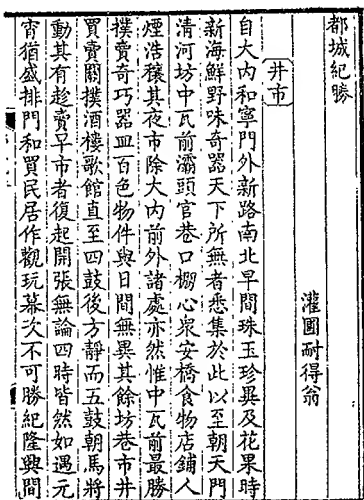 都城紀勝
灌圃耐得翁
井市
自大內和寧門外新路南北早間珠玉珍異及花果時
新海鮮野味奇器天下所無者悉集於此以至朝天門
清河坊中瓦前灞頭官巷口棚心衆安橋食物店鋪人
煙浩穰其夜市除大內前外諸處亦然惟中瓦前最勝
撲賣奇巧器皿百色物件與日間無異其餘坊巷市井
買賣關撲酒樓歌館直至四鼓後方靜而五鼓朝馬將
動其有趂賣早市者復起開張無論四時皆然如遇元
宵猶盛排門和買民居作觀玩幕次不可勝紀隆興間